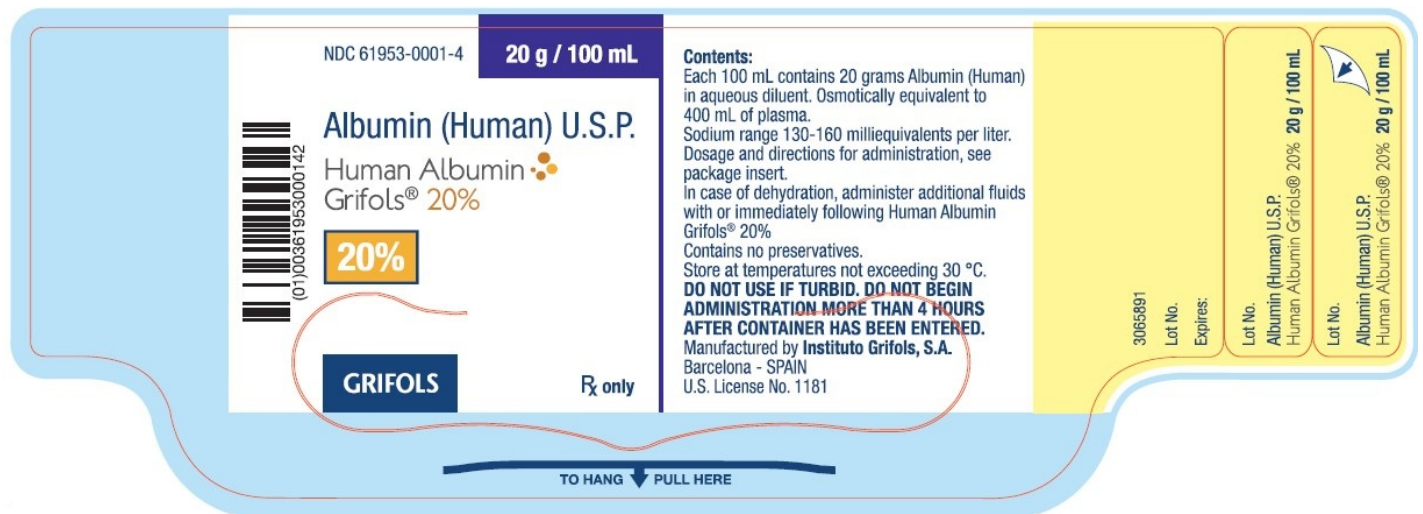 NDC 61953-0001-4
20 g / 100 mL
Albumin (Human) U.S.P.
Human Albumin
Grifols® 20%
20%
(01)00361953000142
GRIFOLS
Rx only
Contents:
Each 100 mL contains 20 grams Albumin (Human)
in aqueous diluent. Osmotically equivalent to
400 mL of plasma.
Sodium range 130-160 milliequivalents per liter.
Dosage and directions for administration, see
package insert.
In case of dehydration, administer additional fluids
with or immediately following Human Albumin
Grifols® 20%
Contains no preservatives.
Store at temperatures not exceeding 30 °C.
DO NOT USE IF TURBID. DO NOT BEGIN
ADMINISTRATION MORE THAN 4 HOURS
AFTER CONTAINER HAS BEEN ENTERED.
Manufactured by Instituto Grifols, S.A.
Barcelona - SPAIN
U.S. License No. 1181
TO HANG PULL HERE
3065891
Lot No.
Expires:
Lot No.
Albumin (Human) U.S.P.
Human Albumin Grifols® 20% 20 g / 100 mL
Lot No.
Albumin (Human) U.S.P.
Human Albumin Grifols® 20% 20 g / 100 mL